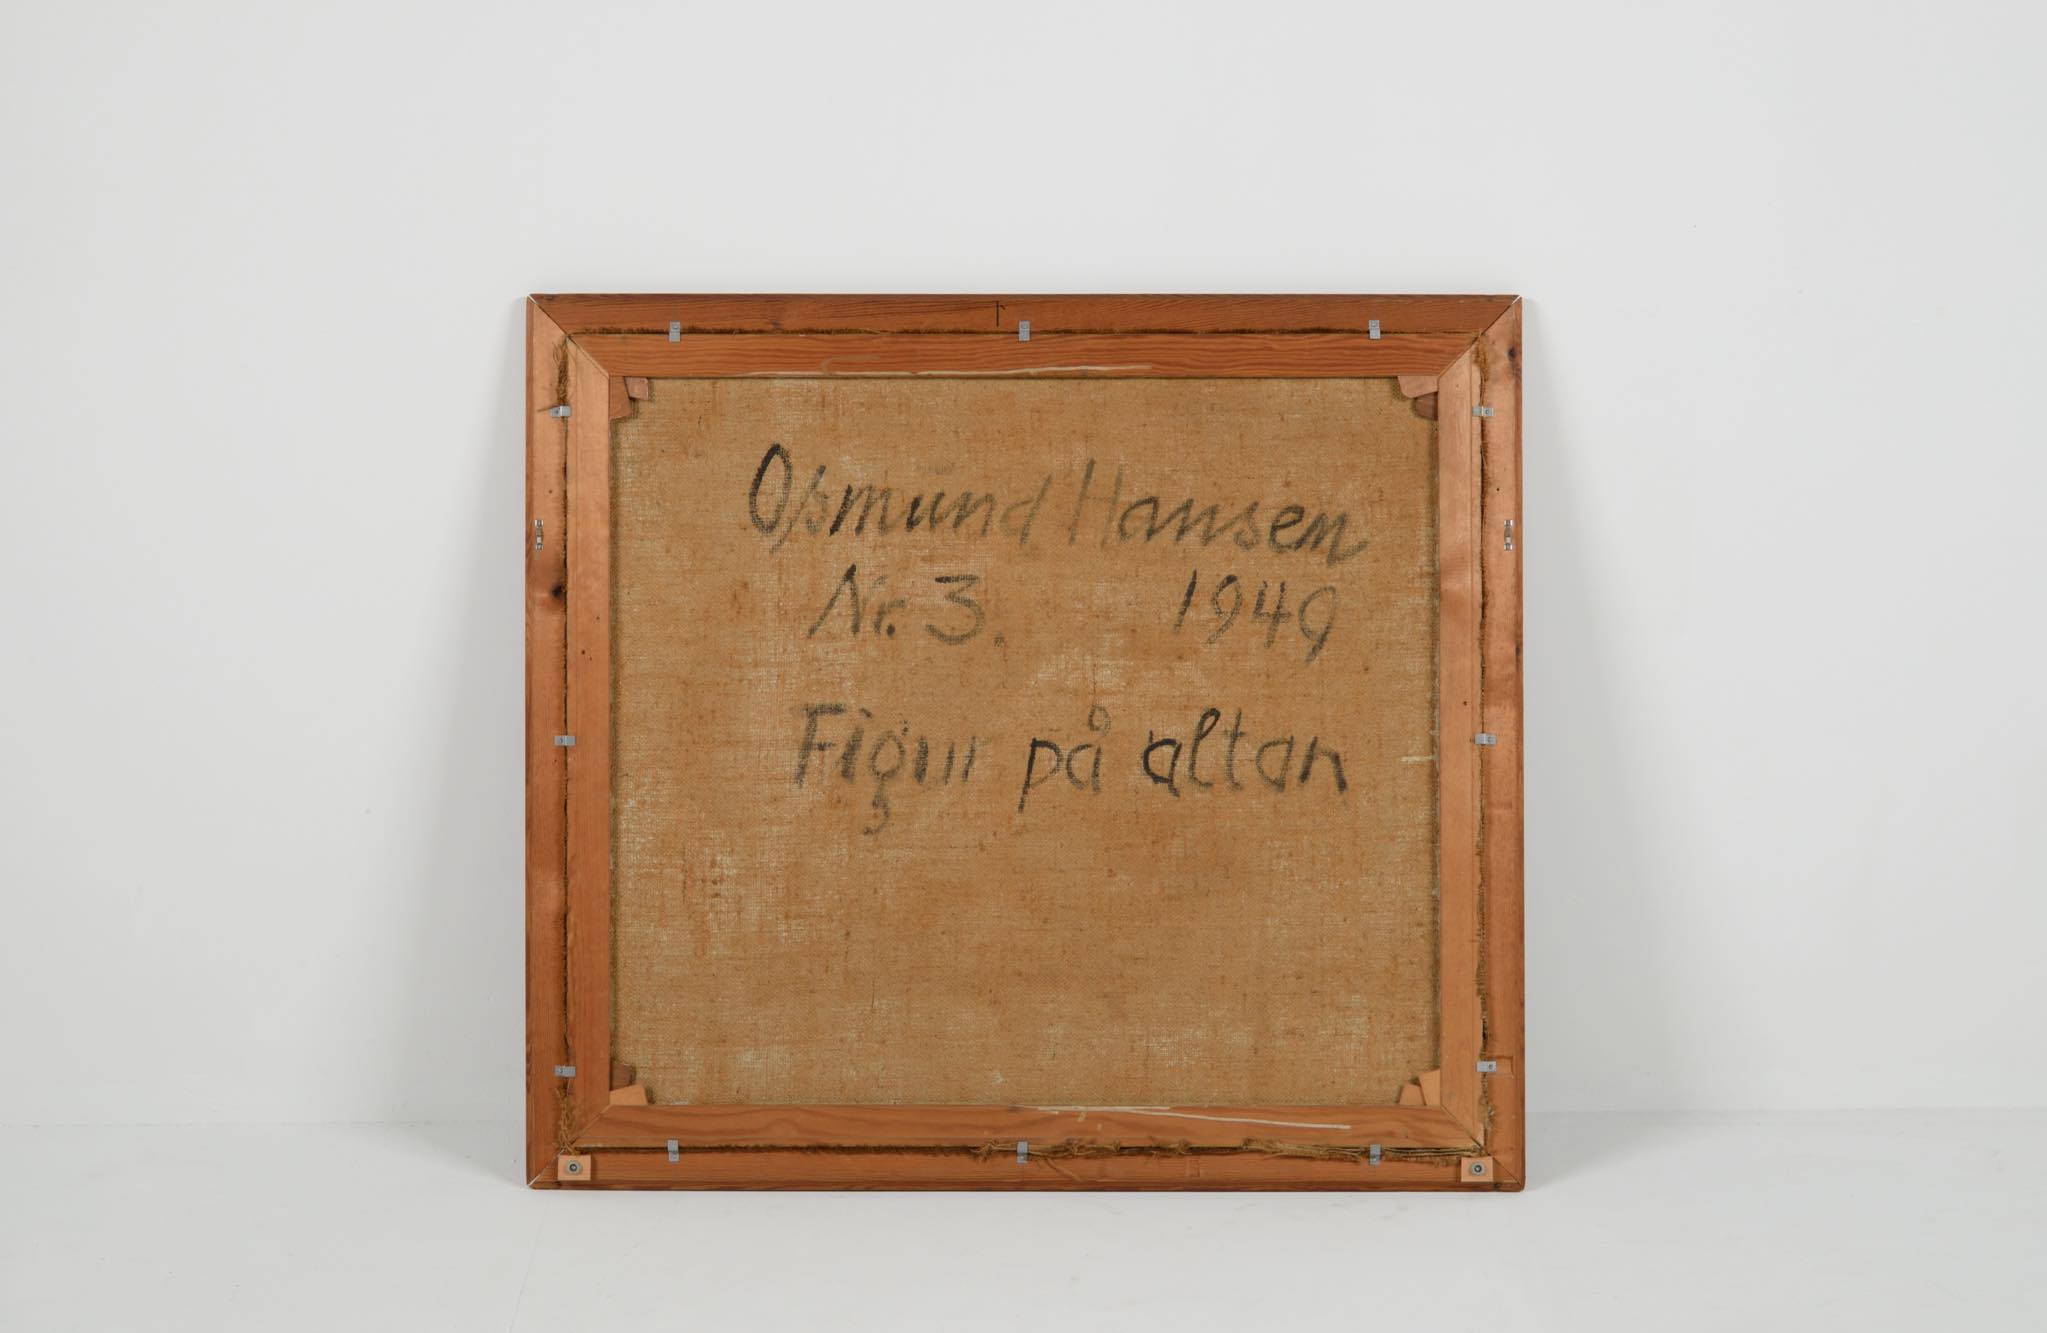 Osmund Hansen
Nr. 3. 1949
Figur på altan